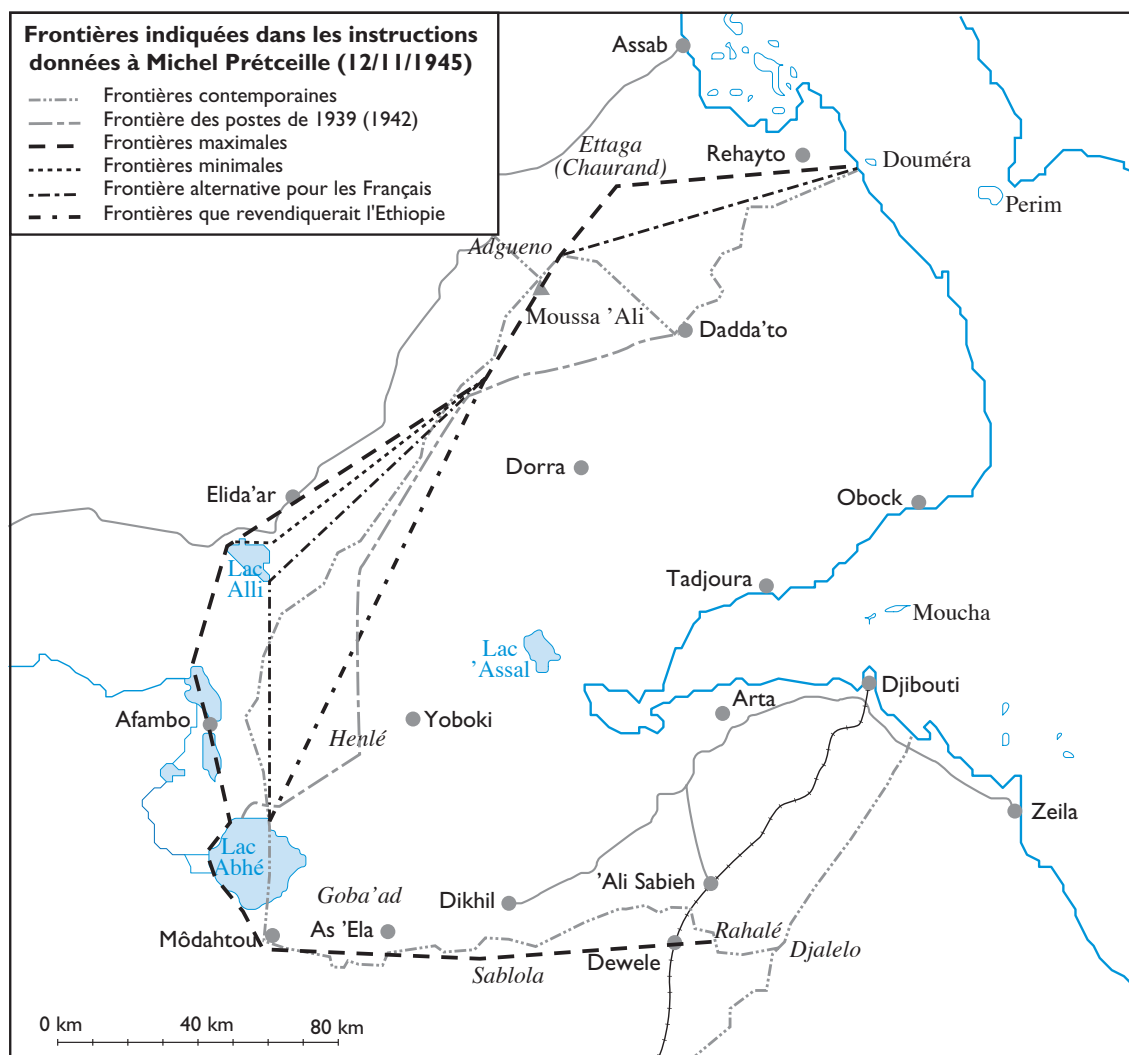 Frontières indiquées dans les instructions
données à Michel Prétceille (12/11/1945)
Frontières contemporaines
Frontière des postes de 1939 (1942)
Frontières maximales
Frontières minimales
Frontière alternative pour les Français
Frontières que revendiquerait l'Ethiopie
Assab
Ettaga
(Chaurand)
Rehayto
Douméra
Perim
Adgueno
Moussa ’Ali
Dadda’to
Dorra
Elida’ar
Obock
Lac
Alli
Tadjoura
Moucha
Lac
’Assal
Djibouti
Arta
Afambo
Yoboki
Henlé
Zeila
Lac
Abhé
’Ali Sabieh
Goba’ad
Dikhil
As ’Ela
Môdahtou
Rahalé
Djalelo
Dewele
Sablola
0 km
40 km
80 km